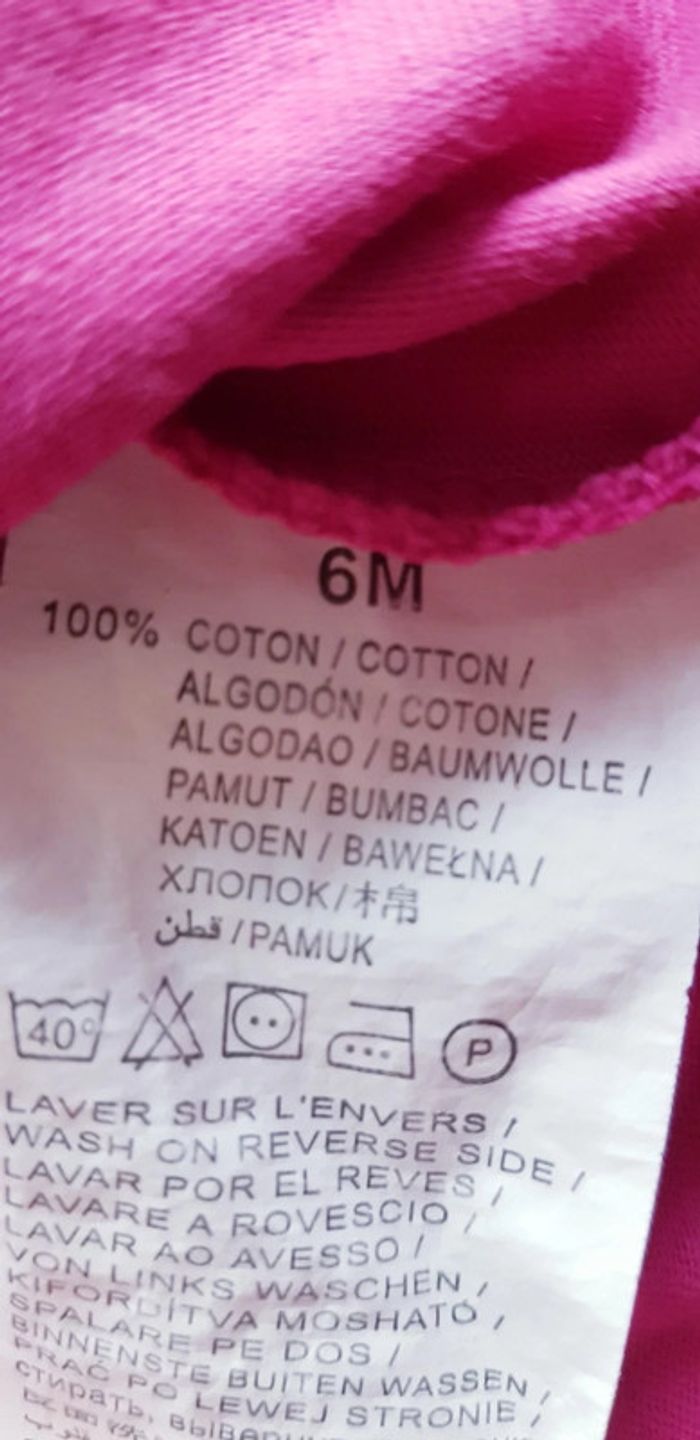 6M
100% COTON / COTTON /
ALGODÓN / COTONE /
ALGODAO / BAUMWOLLE /
PAMUT / BUMBAC /
KATOEN / BAWEŁNA /
ХЛОПОК/棉
قطن /PAMUK
40°
P
LAVER SUR L'ENVERS /
WASH ON REVERSE SIDE /
LAVAR POR EL REVES /
LAVARE A ROVESCIO /
LAVAR AO AVESSO /
VON LINKS WASCHEN /
KIFORDÍTVA MOSHATÓ /
SPALARE PE DOS /
BINNENSTE BUITEN WASSEN /
PRAĆ PO LEWEJ STRONIE /
стирать,